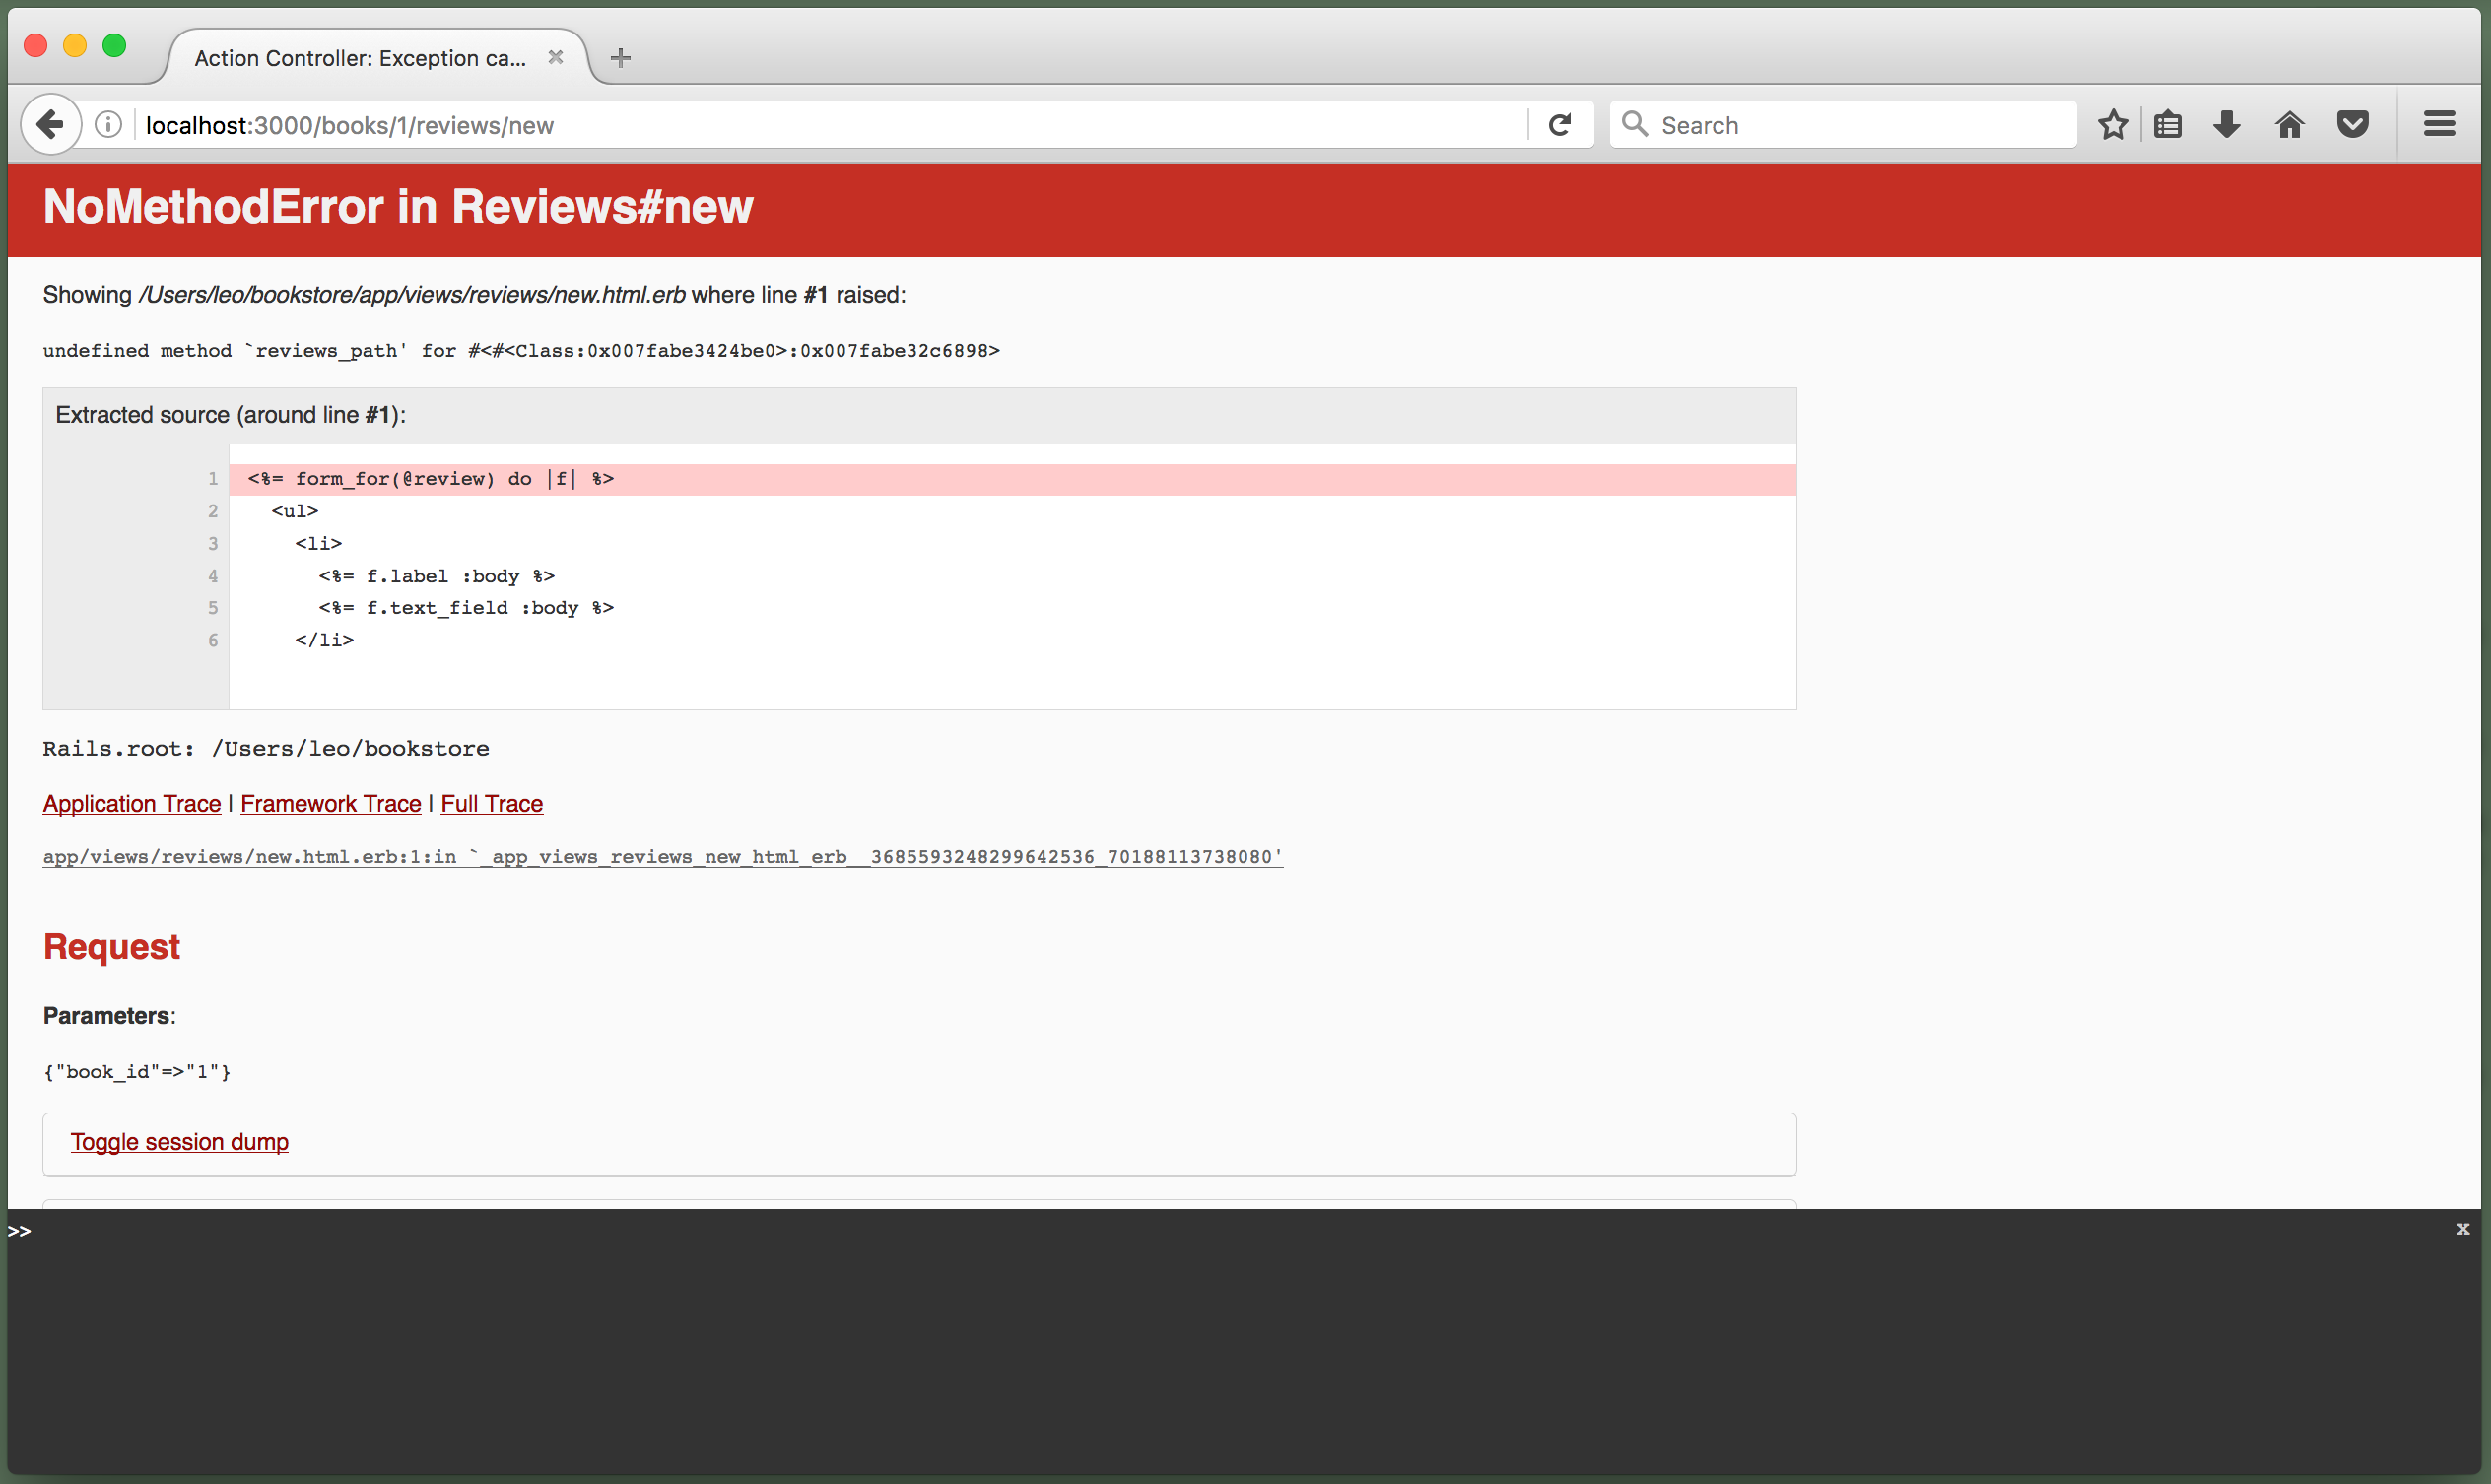 Action Controller: Exception ca...
localhost:3000/books/1/reviews/new
Search
NoMethodError in Reviews#new
Showing /Users/leo/bookstore/app/views/reviews/new.html.erb where line #1 raised:
undefined method `reviews_path' for #<#<Class:0x007fabe3424be0>:0x007fabe32c6898>
Extracted source (around line #1):
1 <%= form_for(@review) do |f| %>
2 <ul>
3 <li>
4 <%= f.label :body %>
5 <%= f.text_field :body %>
6 </li>
Rails.root: /Users/leo/bookstore
Application Trace | Framework Trace | Full Trace
app/views/reviews/new.html.erb:1:in `_app_views_reviews_new_html_erb__3685593248299642536_70188113738080'
Request
Parameters:
{"book_id"=>"1"}
Toggle session dump
>>
x